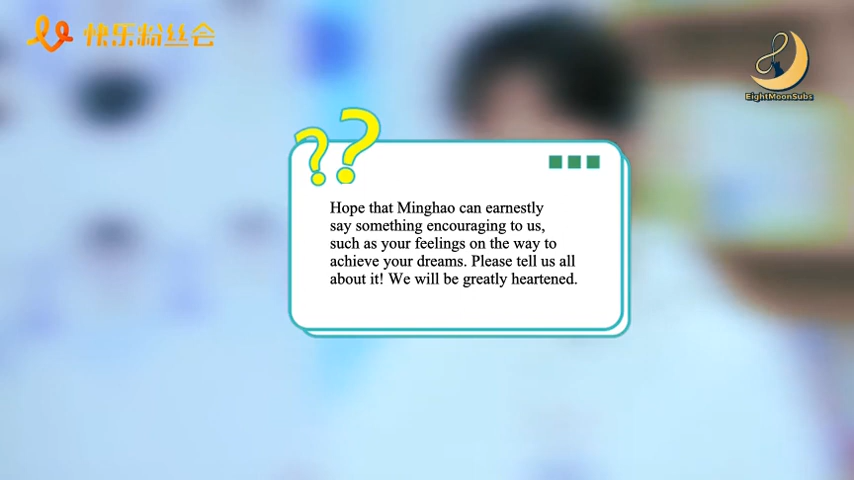 快乐粉丝会
EightMoonSubs
??
Hope that Minghao can earnestly
say something encouraging to us,
such as your feelings on the way to
achieve your dreams. Please tell us all
about it! We will be greatly heartened.